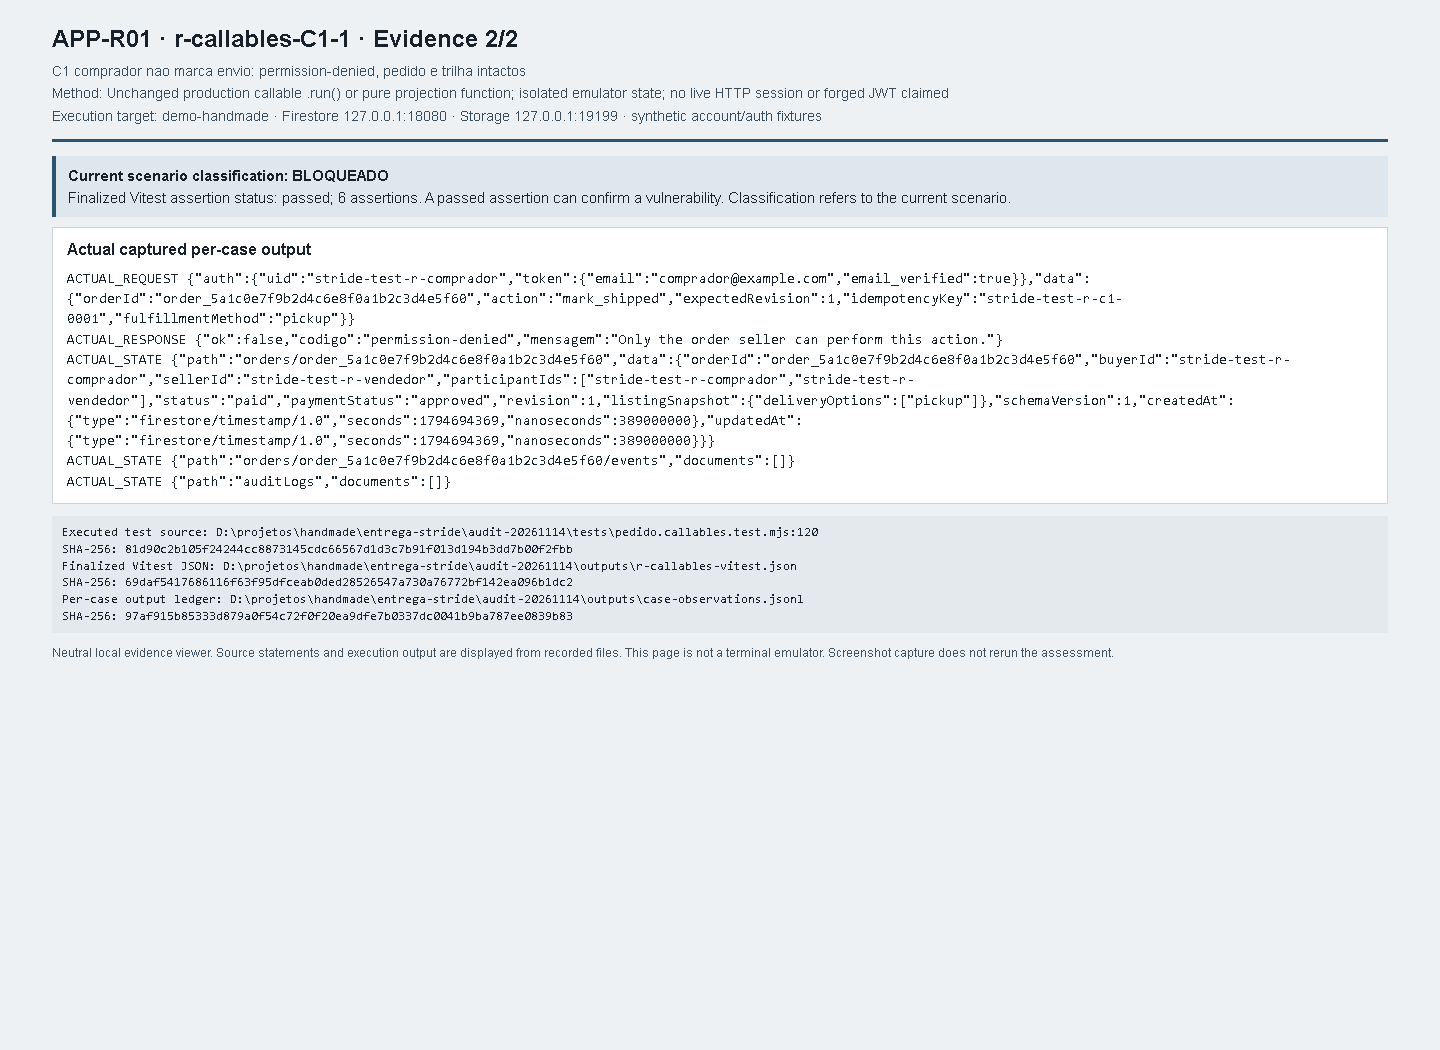 APP-R01 · r-callables-C1-1 · Evidence 2/2
C1 comprador nao marca envio: permission-denied, pedido e trilha intactos
Method: Unchanged production callable .run() or pure projection function; isolated emulator state; no live HTTP session or forged JWT claimed
Execution target: demo-handmade · Firestore 127.0.0.1:18080 · Storage 127.0.0.1:19199 · synthetic account/auth fixtures
Current scenario classification: BLOQUEADO
Finalized Vitest assertion status: passed; 6 assertions. A passed assertion can confirm a vulnerability. Classification refers to the current scenario.
Actual captured per-case output
ACTUAL_REQUEST {"auth":{"uid":"stride-test-r-comprador","token":{"email":"comprador@example.com","email_verified":true}},"data":
{"orderId":"order_5a1c0e7f9b2d4c6e8f0a1b2c3d4e5f60","action":"mark_shipped","expectedRevision":1,"idempotencyKey":"stride-test-r-c1-
0001","fulfillmentMethod":"pickup"}}
ACTUAL_RESPONSE {"ok":false,"codigo":"permission-denied","mensagem":"Only the order seller can perform this action."}
ACTUAL_STATE {"path":"orders/order_5a1c0e7f9b2d4c6e8f0a1b2c3d4e5f60","data":{"orderId":"order_5a1c0e7f9b2d4c6e8f0a1b2c3d4e5f60","buyerId":"stride-test-r-
comprador","sellerId":"stride-test-r-vendedor","participantIds":["stride-test-r-comprador","stride-test-r-
vendedor"],"status":"paid","paymentStatus":"approved","revision":1,"listingSnapshot":{"deliveryOptions":["pickup"]},"schemaVersion":1,"createdAt":
{"type":"firestore/timestamp/1.0","seconds":1794694369,"nanoseconds":389000000},"updatedAt":
{"type":"firestore/timestamp/1.0","seconds":1794694369,"nanoseconds":389000000}}}
ACTUAL_STATE {"path":"orders/order_5a1c0e7f9b2d4c6e8f0a1b2c3d4e5f60/events","documents":[]}
ACTUAL_STATE {"path":"auditLogs","documents":[]}
Executed test source: D:\projetos\handmade\entrega-stride\audit-20261114\tests\pedido.callables.test.mjs:120
SHA-256: 81d90c2b105f24244cc8873145cdc66567d1d3c7b91f013d194b3dd7b00f2fbb
Finalized Vitest JSON: D:\projetos\handmade\entrega-stride\audit-20261114\outputs\r-callables-vitest.json
SHA-256: 69daf5417686116f63f95dfceab0ded28526547a730a76772bf142ea096b1dc2
Per-case output ledger: D:\projetos\handmade\entrega-stride\audit-20261114\outputs\case-observations.jsonl
SHA-256: 97af915b85333d879a0f54c72f0f20ea9dfe7b0337dc0041b9ba787ee0839b83
Neutral local evidence viewer. Source statements and execution output are displayed from recorded files. This page is not a terminal emulator. Screenshot capture does not rerun the assessment.